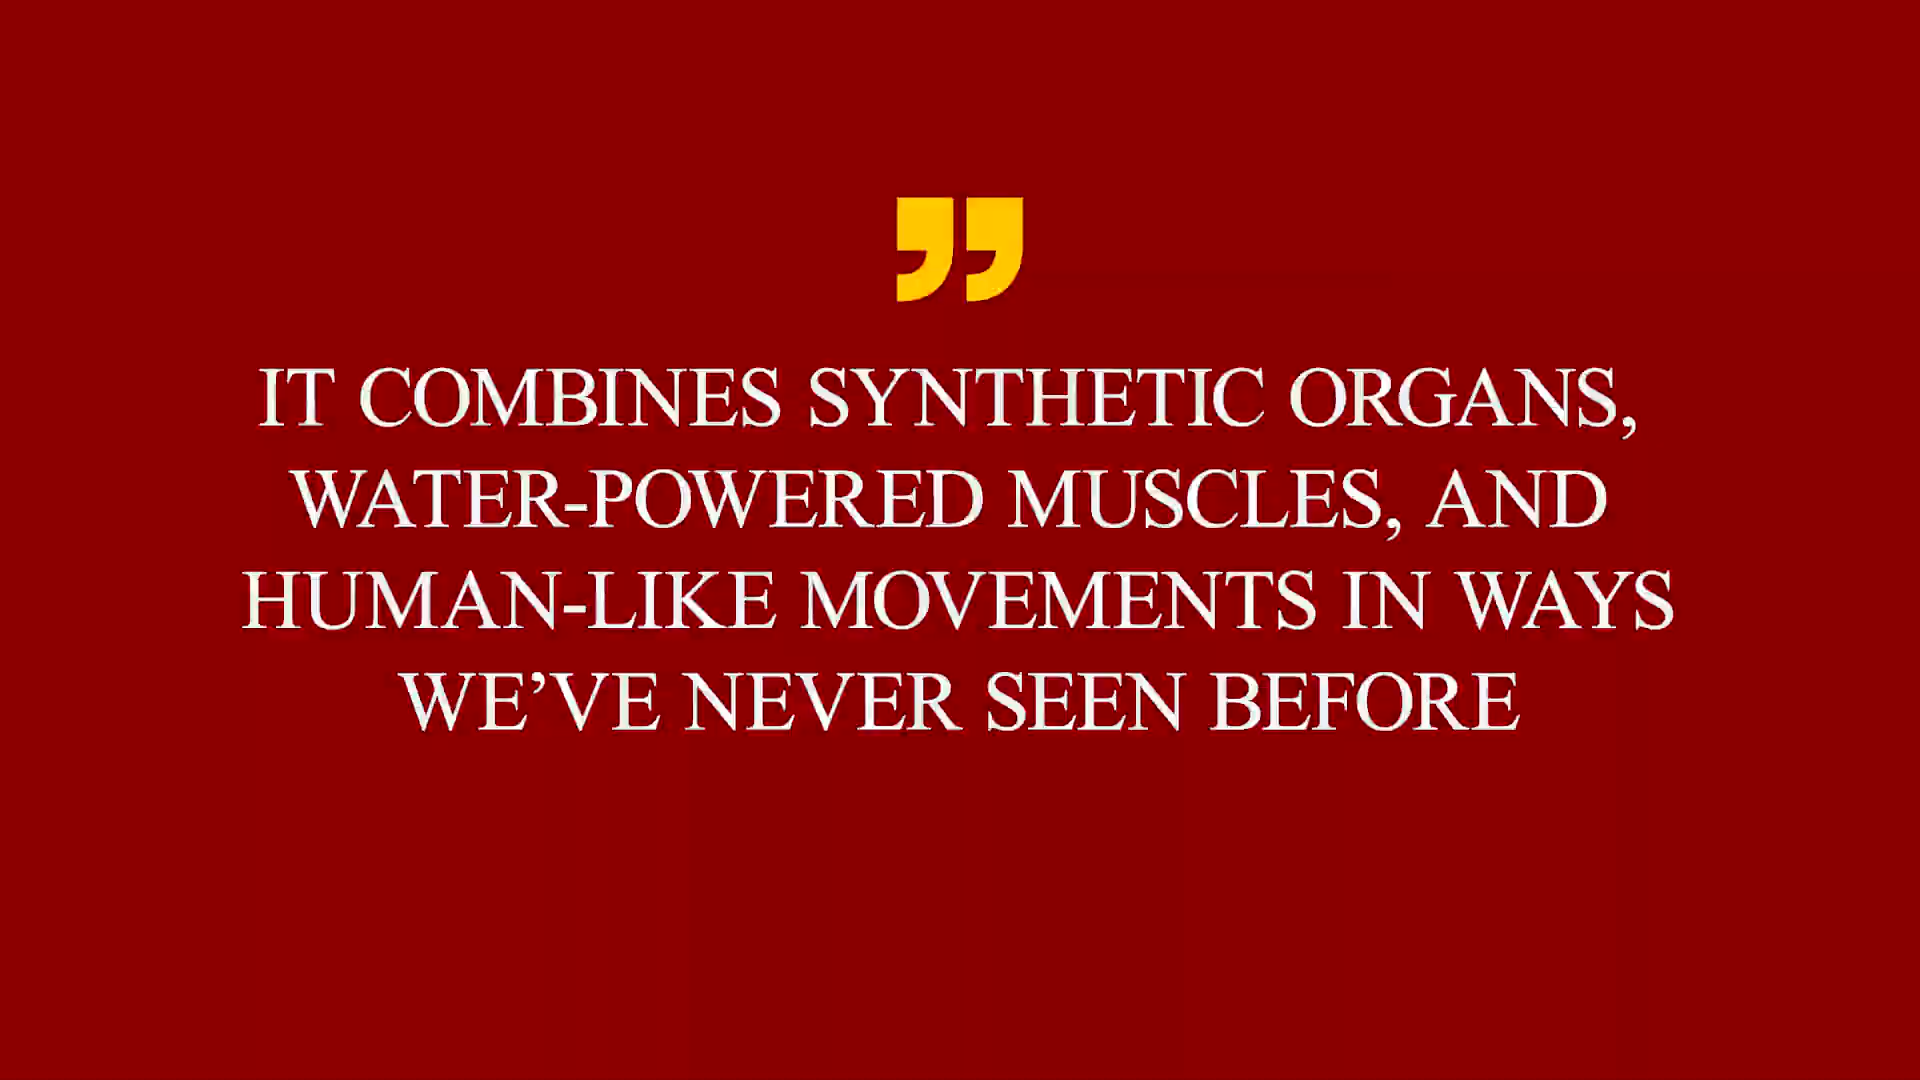 ”
IT COMBINES SYNTHETIC ORGANS,
WATER-POWERED MUSCLES, AND
HUMAN-LIKE MOVEMENTS IN WAYS
WE’VE NEVER SEEN BEFORE